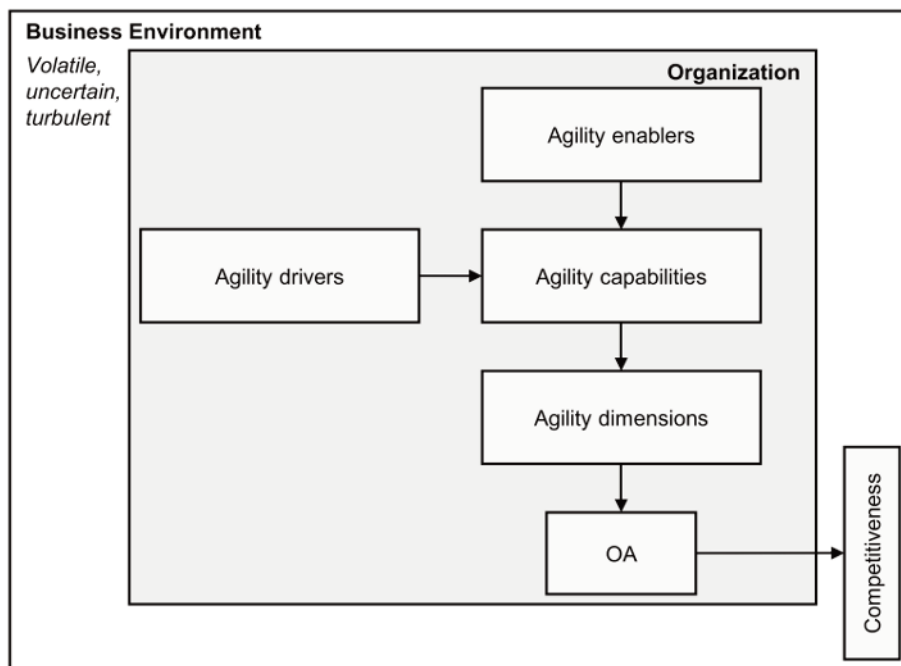 Business Environment
Volatile,
uncertain,
turbulent
Organization
Agility enablers
Agility drivers
Agility capabilities
Agility dimensions
OA
Competitiveness